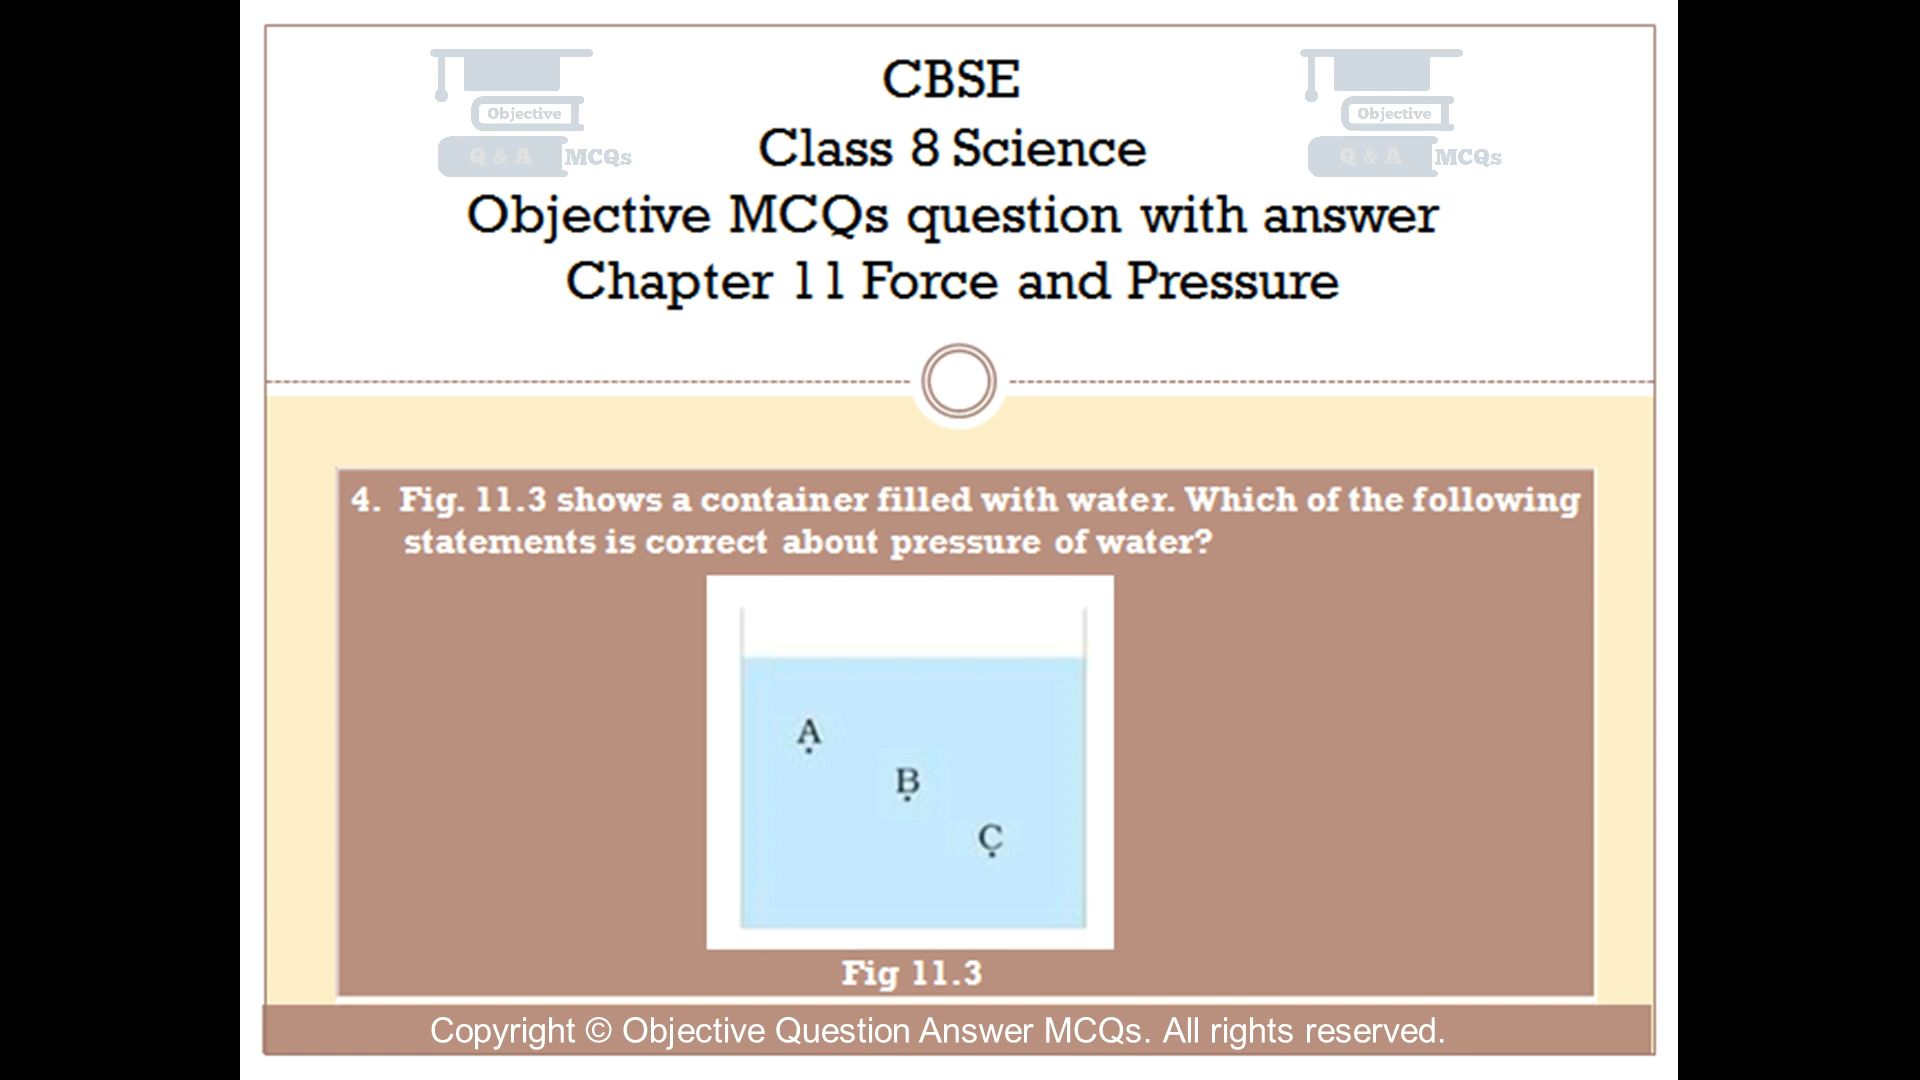 CBSE
Class 8 Science
Objective MCQs question with answer
Chapter 11 Force and Pressure
Objective
Q & A MCQs
Objective
Q & A MCQs
4. Fig. 11.3 shows a container filled with water. Which of the following
statements is correct about pressure of water?
A
B
C
Fig 11.3
Copyright © Objective Question Answer MCQs. All rights reserved.